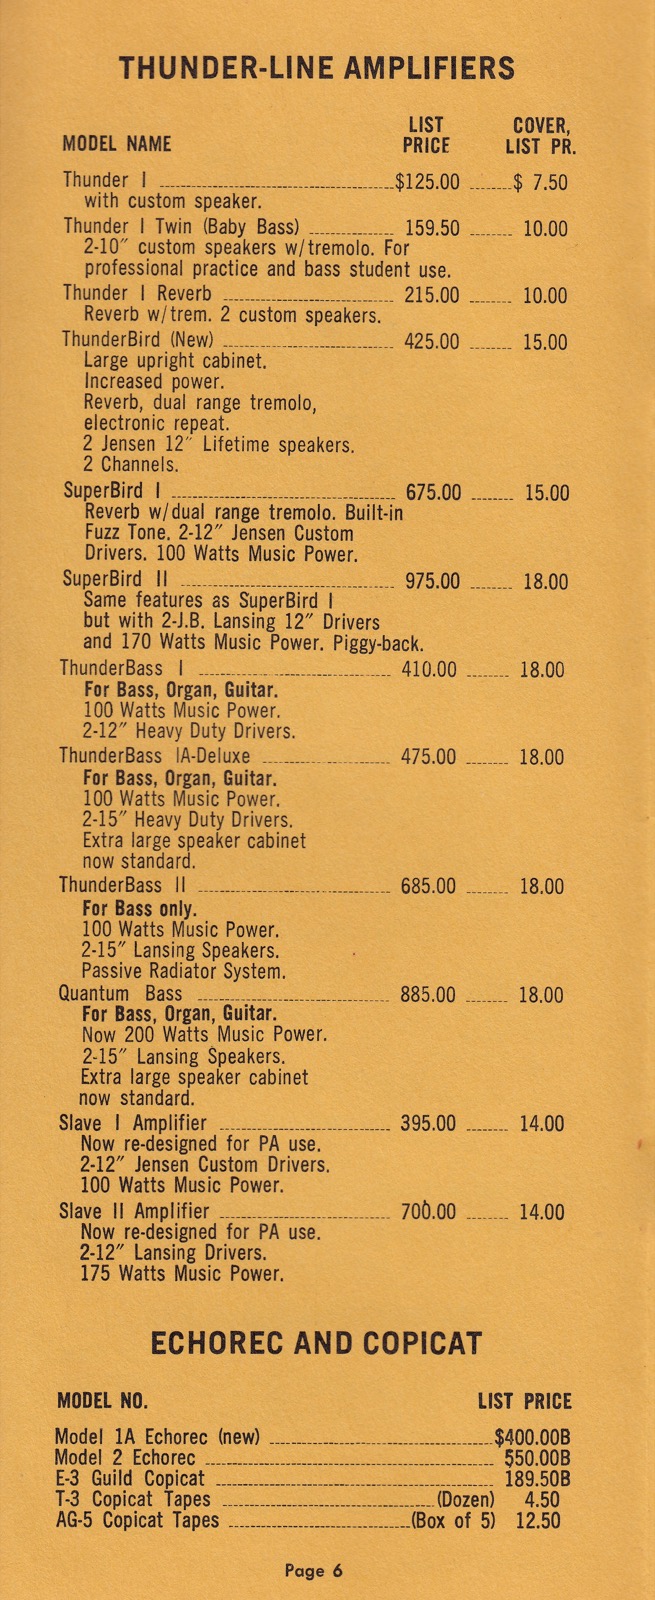 THUNDER-LINE AMPLIFIERS
LIST COVER,
MODEL NAME PRICE LIST PR.
Thunder I $125.00 $ 7.50
with custom speaker.
Thunder I Twin (Baby Bass) 159.50 10.00
2-10″ custom speakers w/tremolo. For
professional practice and bass student use.
Thunder I Reverb 215.00 10.00
Reverb w/trem. 2 custom speakers.
ThunderBird (New) 425.00 15.00
Large upright cabinet.
Increased power.
Reverb, dual range tremolo,
electronic repeat.
2 Jensen 12″ Lifetime speakers.
2 Channels.
SuperBird I 675.00 15.00
Reverb w/dual range tremolo. Built-in
Fuzz Tone. 2-12″ Jensen Custom
Drivers. 100 Watts Music Power.
SuperBird II 975.00 18.00
Same features as SuperBird I
but with 2-J.B. Lansing 12″ Drivers
and 170 Watts Music Power. Piggy-back.
ThunderBass I 410.00 18.00
For Bass, Organ, Guitar.
100 Watts Music Power.
2-12″ Heavy Duty Drivers.
ThunderBass IA-Deluxe 475.00 18.00
For Bass, Organ, Guitar.
100 Watts Music Power.
2-15″ Heavy Duty Drivers.
Extra large speaker cabinet
now standard.
ThunderBass II 685.00 18.00
For Bass only.
100 Watts Music Power.
2-15″ Lansing Speakers.
Passive Radiator System.
Quantum Bass 885.00 18.00
For Bass, Organ, Guitar.
Now 200 Watts Music Power.
2-15″ Lansing Speakers.
Extra large speaker cabinet
now standard.
Slave I Amplifier 395.00 14.00
Now re-designed for PA use.
2-12″ Jensen Custom Drivers.
100 Watts Music Power.
Slave II Amplifier 700.00 14.00
Now re-designed for PA use.
2-12″ Lansing Drivers.
175 Watts Music Power.
ECHOREC AND COPICAT
MODEL NO. LIST PRICE
Model 1A Echorec (new) $400.00B
Model 2 Echorec 550.00B
E-3 Guild Copicat 189.50B
T-3 Copicat Tapes (Dozen) 4.50
AG-5 Copicat Tapes (Box of 5) 12.50
Page 6